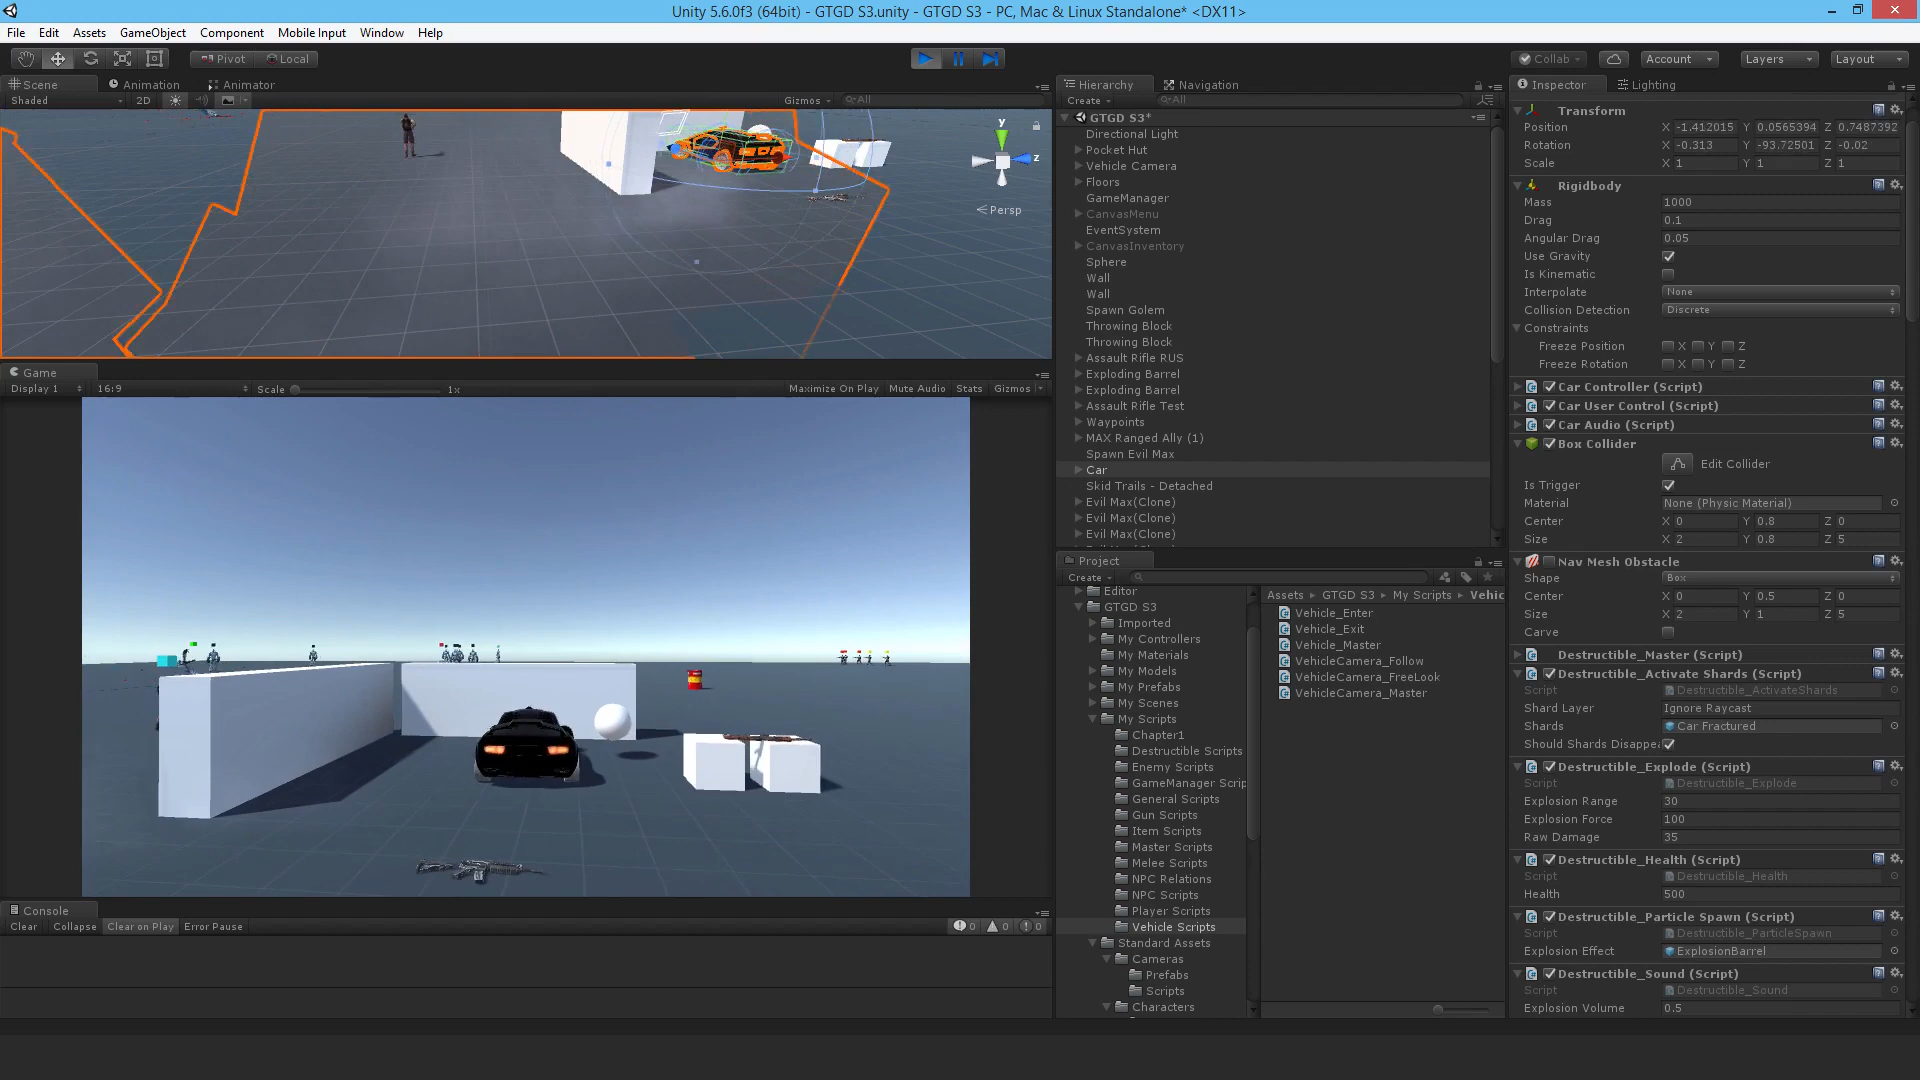 Unity 5.6.0f3 (64bit) - GTGD S3.unity - GTGD S3 - PC, Mac & Linux Standalone* <DX11>
File Edit Assets GameObject Component Mobile Input Window Help
Pivot Local Collab Account Layers Layout
Scene Animation Animator
Shaded 2D Gizmos All
y
z
Persp
Game
Display 1 16:9 Scale 1x Maximize On Play Mute Audio Stats Gizmos
Console
Clear Collapse Clear on Play Error Pause 0 0 0
Hierarchy Navigation
Create All
GTGD S3*
Directional Light
Pocket Hut
Vehicle Camera
Floors
GameManager
CanvasMenu
EventSystem
CanvasInventory
Sphere
Wall
Wall
Spawn Golem
Throwing Block
Throwing Block
Assault Rifle RUS
Exploding Barrel
Exploding Barrel
Assault Rifle Test
Waypoints
MAX Ranged Ally (1)
Spawn Evil Max
Car
Skid Trails - Detached
Evil Max(Clone)
Evil Max(Clone)
Evil Max(Clone)
Project
Create
Editor
GTGD S3
Imported
My Controllers
My Materials
My Models
My Prefabs
My Scenes
My Scripts
Chapter1
Destructible Scripts
Enemy Scripts
GameManager Scrip
General Scripts
Gun Scripts
Item Scripts
Master Scripts
Melee Scripts
NPC Relations
NPC Scripts
Player Scripts
Vehicle Scripts
Standard Assets
Cameras
Prefabs
Scripts
Characters
Assets GTGD S3 My Scripts Vehic
Vehicle_Enter
Vehicle_Exit
Vehicle_Master
VehicleCamera_Follow
VehicleCamera_FreeLook
VehicleCamera_Master
Inspector Lighting
Transform
Position X -1.412015 Y 0.0565394 Z 0.7487392
Rotation X -0.313 Y -93.72501 Z -0.02
Scale X 1 Y 1 Z 1
Rigidbody
Mass 1000
Drag 0.1
Angular Drag 0.05
Use Gravity
Is Kinematic
Interpolate None
Collision Detection Discrete
Constraints
Freeze Position X Y Z
Freeze Rotation X Y Z
Car Controller (Script)
Car User Control (Script)
Car Audio (Script)
Box Collider
Edit Collider
Is Trigger
Material None (Physic Material)
Center X 0 Y 0.8 Z 0
Size X 2 Y 0.8 Z 5
Nav Mesh Obstacle
Shape Box
Center X 0 Y 0.5 Z 0
Size X 2 Y 1 Z 5
Carve
Destructible_Master (Script)
Destructible_Activate Shards (Script)
Script Destructible_ActivateShards
Shard Layer Ignore Raycast
Shards Car Fractured
Should Shards Disappe
Destructible_Explode (Script)
Script Destructible_Explode
Explosion Range 30
Explosion Force 100
Raw Damage 35
Destructible_Health (Script)
Script Destructible_Health
Health 500
Destructible_Particle Spawn (Script)
Script Destructible_ParticleSpawn
Explosion Effect ExplosionBarrel
Destructible_Sound (Script)
Script Destructible_Sound
Explosion Volume 0.5